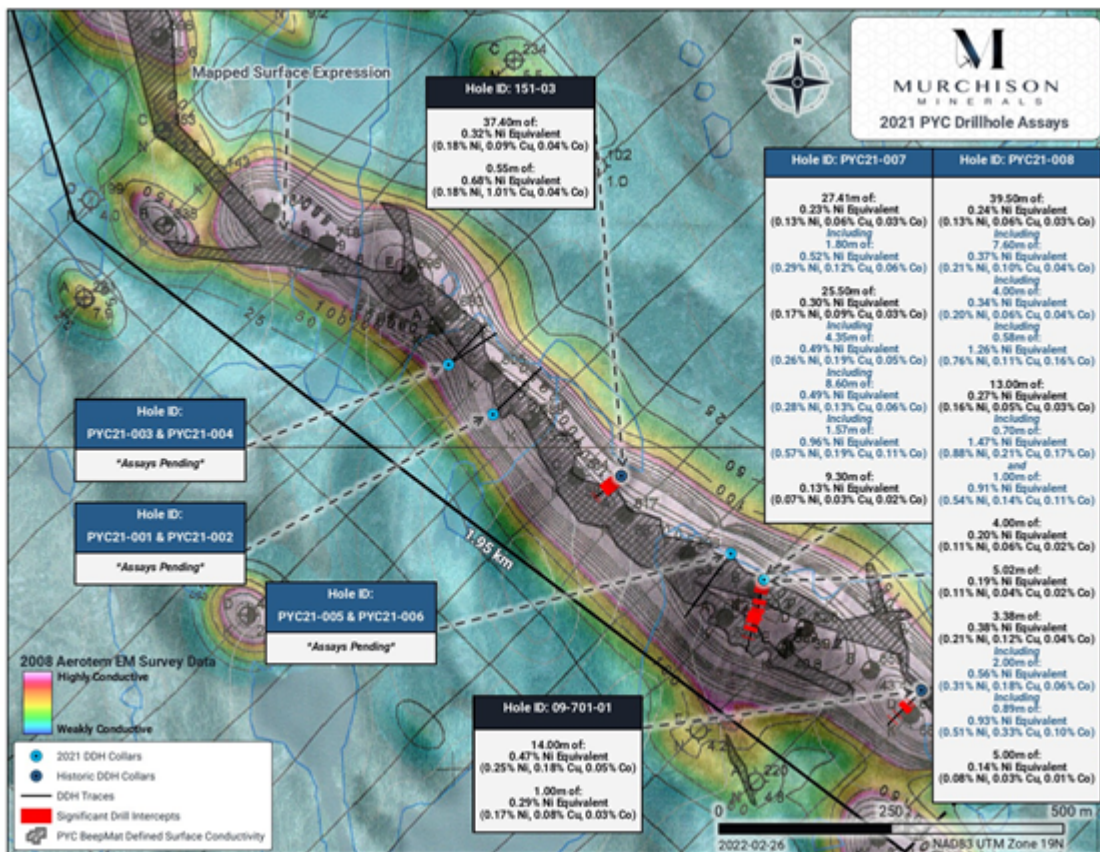 MURCHISON
MINERALS
2021 PYC Drillhole Assays
N
Mapped Surface Expression
Hole ID: 151-03
37.40m of:
0.32% Ni Equivalent
(0.18% Ni, 0.09% Cu, 0.04% Co)
0.55m of:
0.68% Ni Equivalent
(0.18% Ni, 1.01% Cu, 0.04% Co)
Hole ID: PYC21-007
27.41m of:
0.23% Ni Equivalent
(0.13% Ni, 0.06% Cu, 0.03% Co)
Including
1.80m of:
0.52% Ni Equivalent
(0.29% Ni, 0.12% Cu, 0.06% Co)
25.50m of:
0.30% Ni Equivalent
(0.17% Ni, 0.09% Cu, 0.03% Co)
Including
4.35m of:
0.49% Ni Equivalent
(0.26% Ni, 0.19% Cu, 0.05% Co)
Including
8.60m of:
0.49% Ni Equivalent
(0.28% Ni, 0.13% Cu, 0.06% Co)
Including
1.57m of:
0.96% Ni Equivalent
(0.57% Ni, 0.19% Cu, 0.11% Co)
9.30m of:
0.13% Ni Equivalent
(0.07% Ni, 0.03% Cu, 0.02% Co)
Hole ID: PYC21-008
39.50m of:
0.24% Ni Equivalent
(0.13% Ni, 0.06% Cu, 0.03% Co)
Including
7.60m of:
0.37% Ni Equivalent
(0.21% Ni, 0.10% Cu, 0.04% Co)
Including
4.00m of:
0.34% Ni Equivalent
(0.20% Ni, 0.06% Cu, 0.04% Co)
Including
0.58m of:
1.26% Ni Equivalent
(0.76% Ni, 0.11% Cu, 0.16% Co)
13.00m of:
0.27% Ni Equivalent
(0.16% Ni, 0.05% Cu, 0.03% Co)
Including
0.70m of:
1.47% Ni Equivalent
(0.88% Ni, 0.21% Cu, 0.17% Co)
and
1.00m of:
0.91% Ni Equivalent
(0.54% Ni, 0.14% Cu, 0.11% Co)
4.00m of:
0.20% Ni Equivalent
(0.11% Ni, 0.06% Cu, 0.02% Co)
5.02m of:
0.19% Ni Equivalent
(0.11% Ni, 0.04% Cu, 0.02% Co)
3.38m of:
0.38% Ni Equivalent
(0.21% Ni, 0.12% Cu, 0.04% Co)
Including
2.00m of:
0.56% Ni Equivalent
(0.31% Ni, 0.18% Cu, 0.06% Co)
Including
0.89m of:
0.93% Ni Equivalent
(0.51% Ni, 0.33% Cu, 0.10% Co)
5.00m of:
0.14% Ni Equivalent
(0.08% Ni, 0.03% Cu, 0.01% Co)
Hole ID:
PYC21-003 & PYC21-004
*Assays Pending*
Hole ID:
PYC21-001 & PYC21-002
*Assays Pending*
Hole ID:
PYC21-005 & PYC21-006
*Assays Pending*
1.95 km
Hole ID: 09-701-01
14.00m of:
0.47% Ni Equivalent
(0.25% Ni, 0.18% Cu, 0.05% Co)
1.00m of:
0.29% Ni Equivalent
(0.17% Ni, 0.08% Cu, 0.03% Co)
2008 Aerotem EM Survey Data
Highly Conductive
Weakly Conductive
2021 DDH Collars
Historic DDH Collars
DDH Traces
Significant Drill Intercepts
PYC BeepMat Defined Surface Conductivity
0 250 500 m
2022-02-26 NAD83 UTM Zone 19N